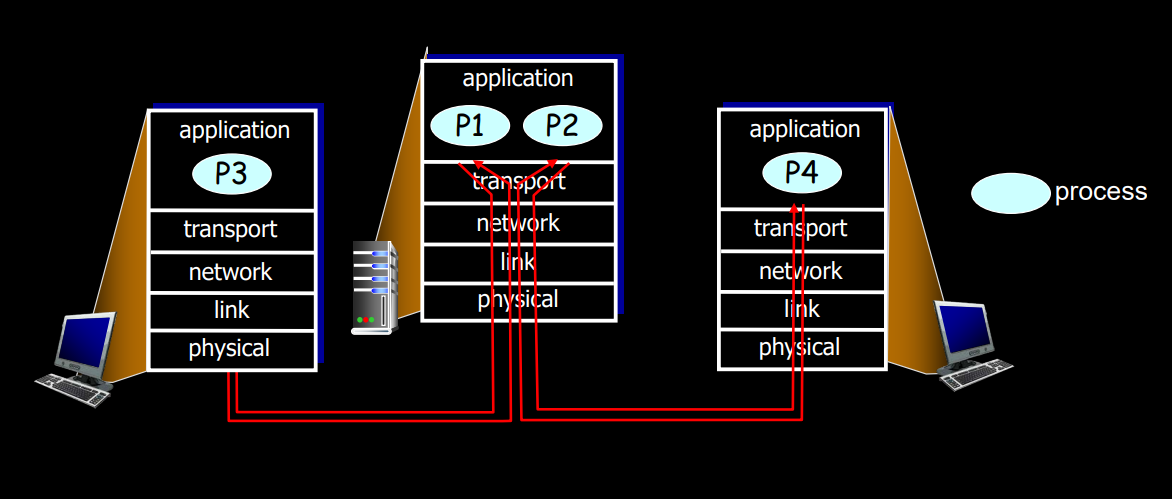 application
P3
transport
network
link
physical
application
P1 P2
transport
network
link
physical
application
P4
transport
network
link
physical
process